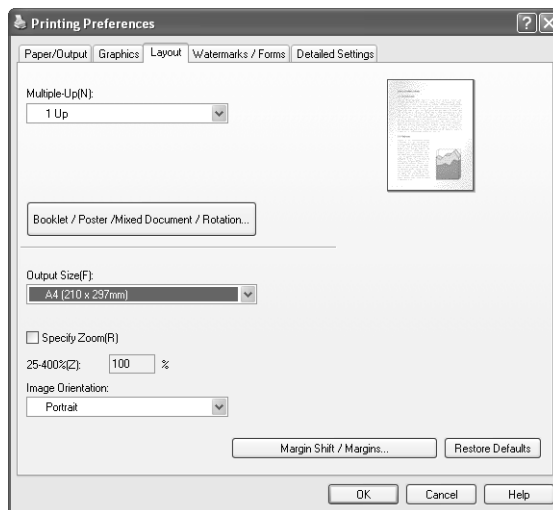 Printing Preferences
Paper/Output Graphics Layout Watermarks / Forms Detailed Settings
Multiple-Up(N):
1 Up
Booklet / Poster /Mixed Document / Rotation...
Output Size(F):
A4 (210 x 297mm)
Specify Zoom(R)
25-400%(Z): 100 %
Image Orientation:
Portrait
Margin Shift / Margins... Restore Defaults
OK Cancel Help